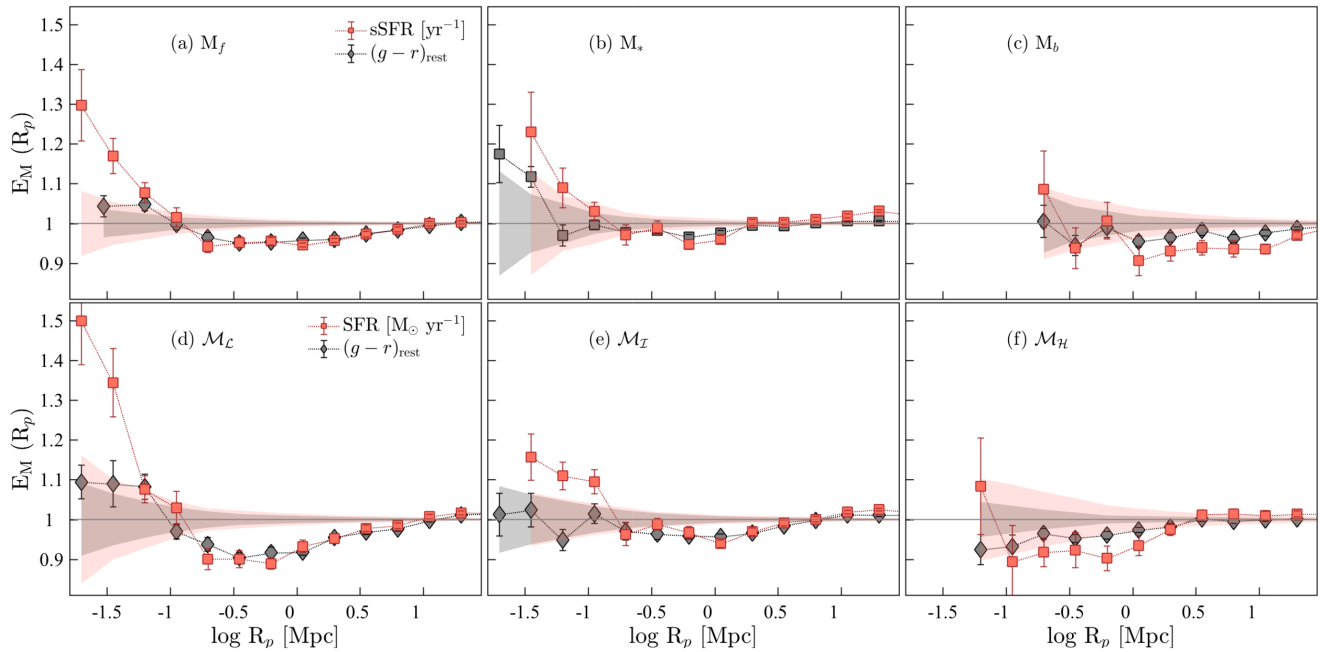 1.5
1.4
1.3
1.2
1.1
1
0.9
E_M (R_p)
(a) M_f
sSFR [yr⁻¹]
(g − r)_rest
(b) M_*
(c) M_b
1.5
1.4
1.3
1.2
1.1
1
0.9
E_M (R_p)
(d) ℳ_ℒ
SFR [M_⊙ yr⁻¹]
(g − r)_rest
(e) ℳ_ℐ
(f) ℳ_ℋ
-1.5 -1 -0.5 0 0.5 1
-1.5 -1 -0.5 0 0.5 1
-1.5 -1 -0.5 0 0.5 1
log R_p [Mpc]
log R_p [Mpc]
log R_p [Mpc]